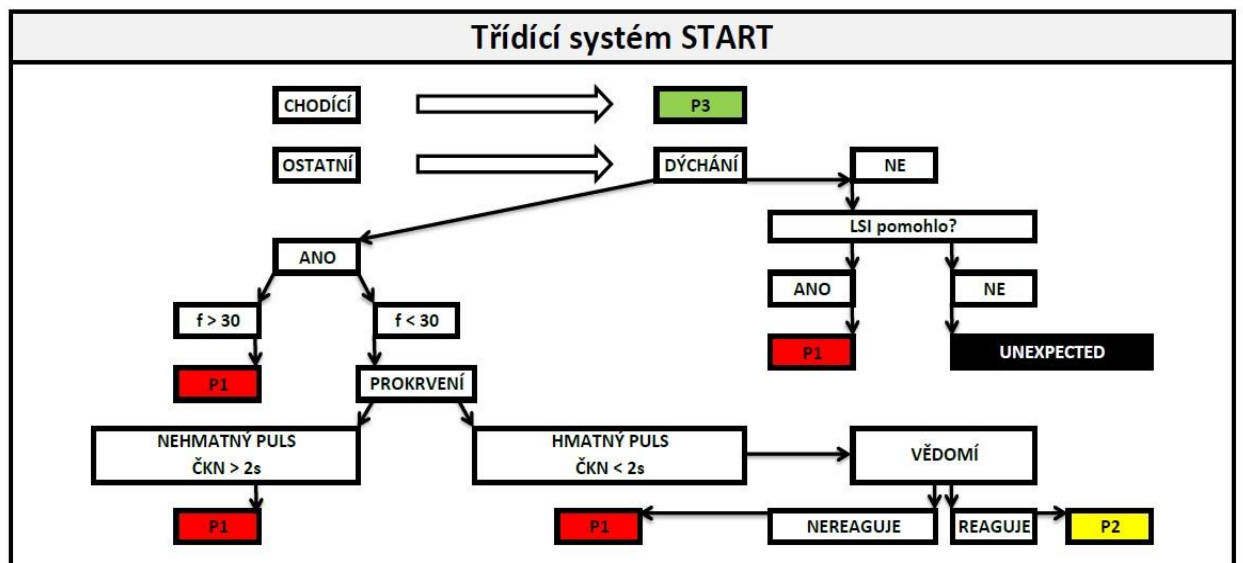 Třídící systém START
CHODÍCÍ
P3
OSTATNÍ
DÝCHÁNÍ
NE
LSI pomohlo?
ANO
ANO
NE
f > 30
f < 30
P1
UNEXPECTED
P1
PROKRVENÍ
NEHMATNÝ PULS
ČKN > 2s
HMATNÝ PULS
ČKN < 2s
VĚDOMÍ
P1
P1
NEREAGUJE
REAGUJE
P2